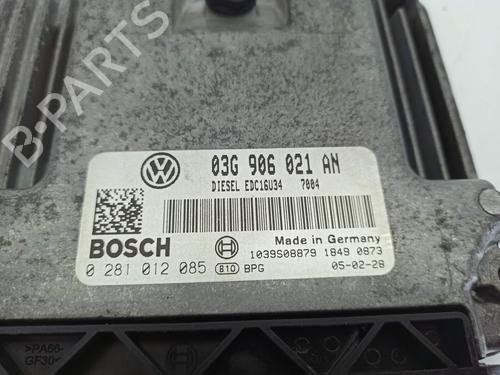 B-PARTS
03G 906 021 AN
DIESEL EDC16U34 7004
BOSCH
Made in Germany
1039S08879 1849 0873
0 281 012 085 810 BPG 05-02-28
>PA66-
GF30<